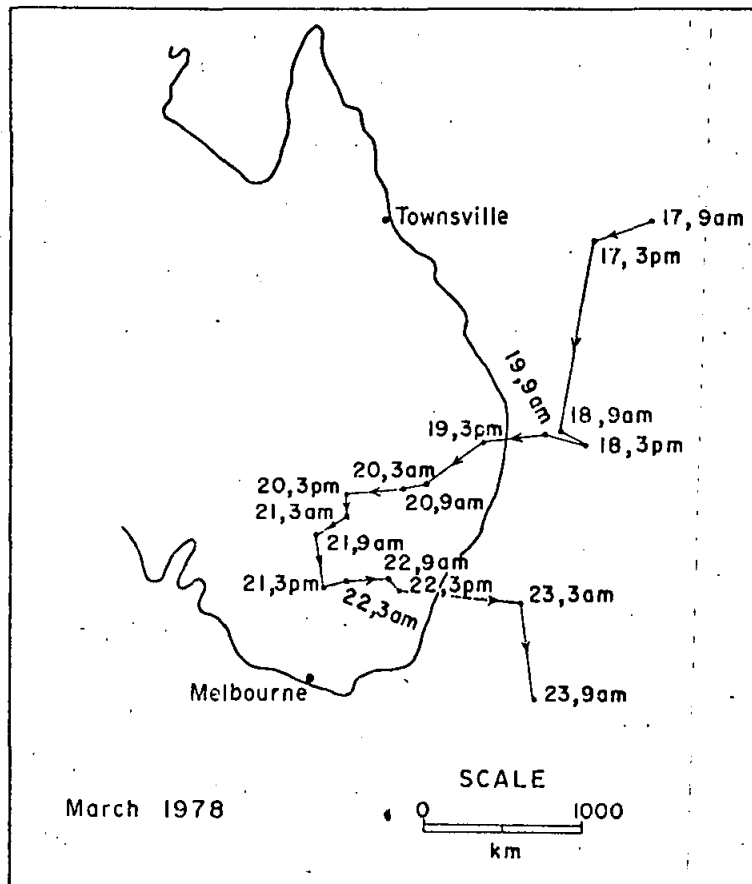 Townsville
17, 9am
17, 3pm
19, 9am
18, 9am
18, 3pm
19, 3pm
20, 3am
20, 9am
20, 3pm
21, 3am
21, 9am
21, 3pm
22, 9am
22, 3pm
22, 3am
23, 3am
23, 9am
Melbourne
March 1978
SCALE
0 1000
km